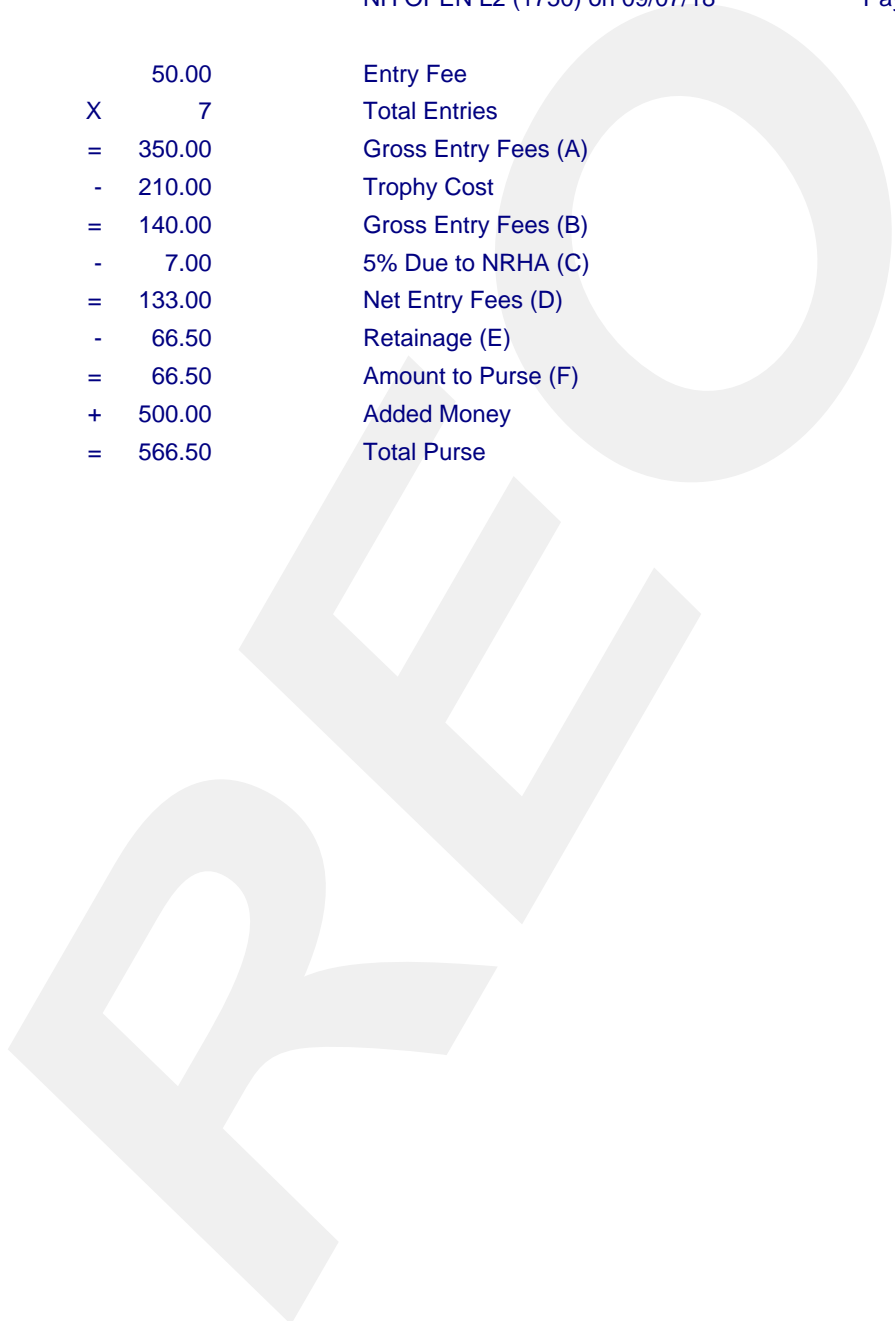 50.00 Entry Fee
X 7 Total Entries
= 350.00 Gross Entry Fees (A)
- 210.00 Trophy Cost
= 140.00 Gross Entry Fees (B)
- 7.00 5% Due to NRHA (C)
= 133.00 Net Entry Fees (D)
- 66.50 Retainage (E)
= 66.50 Amount to Purse (F)
+ 500.00 Added Money
= 566.50 Total Purse
REO